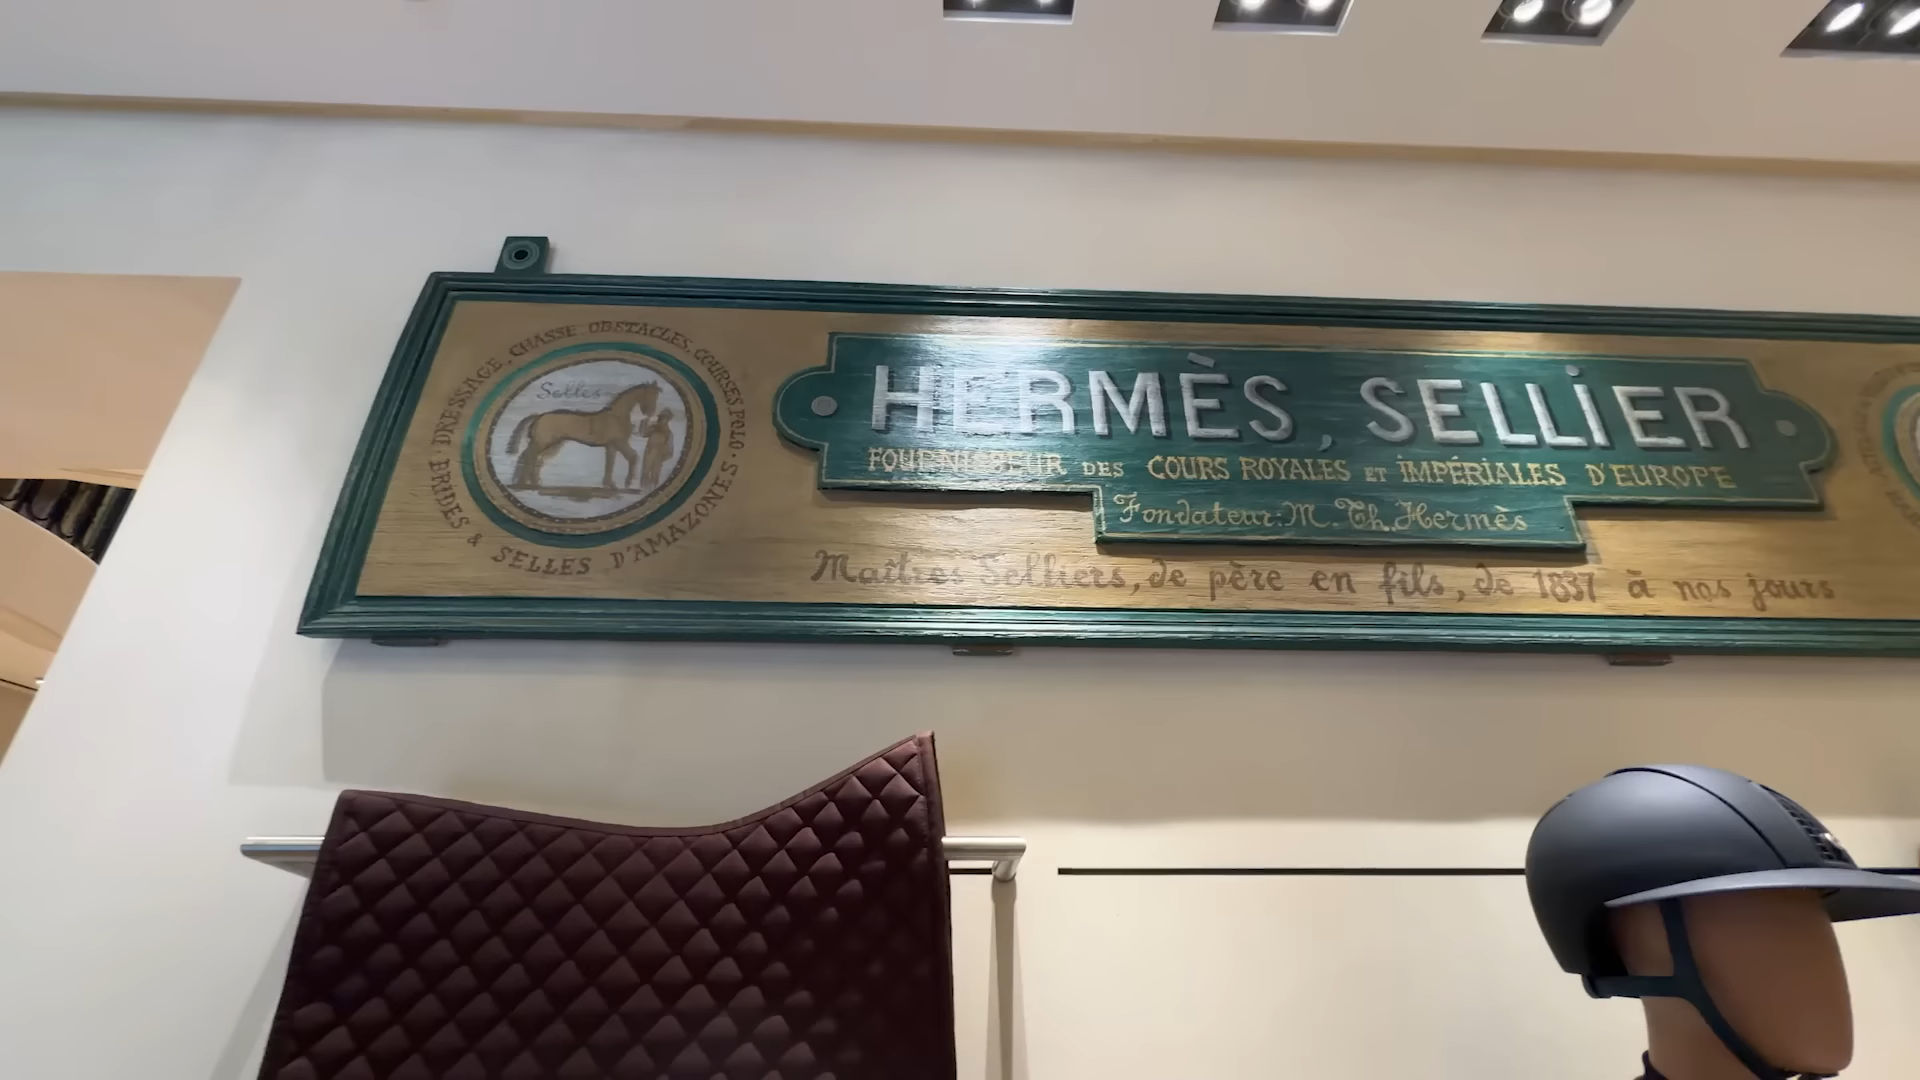 DRESSAGE, CHASSE OBSTACLES, COURSES POLO.
Selles
BRIDES & SELLES D'AMAZONES.
HERMÈS, SELLIER
FOURNISSEUR DES COURS ROYALES ET IMPÉRIALES D'EUROPE
Fondateur: M. Th. Hermès
Maîtres Selliers, de père en fils, de 1837 à nos jours